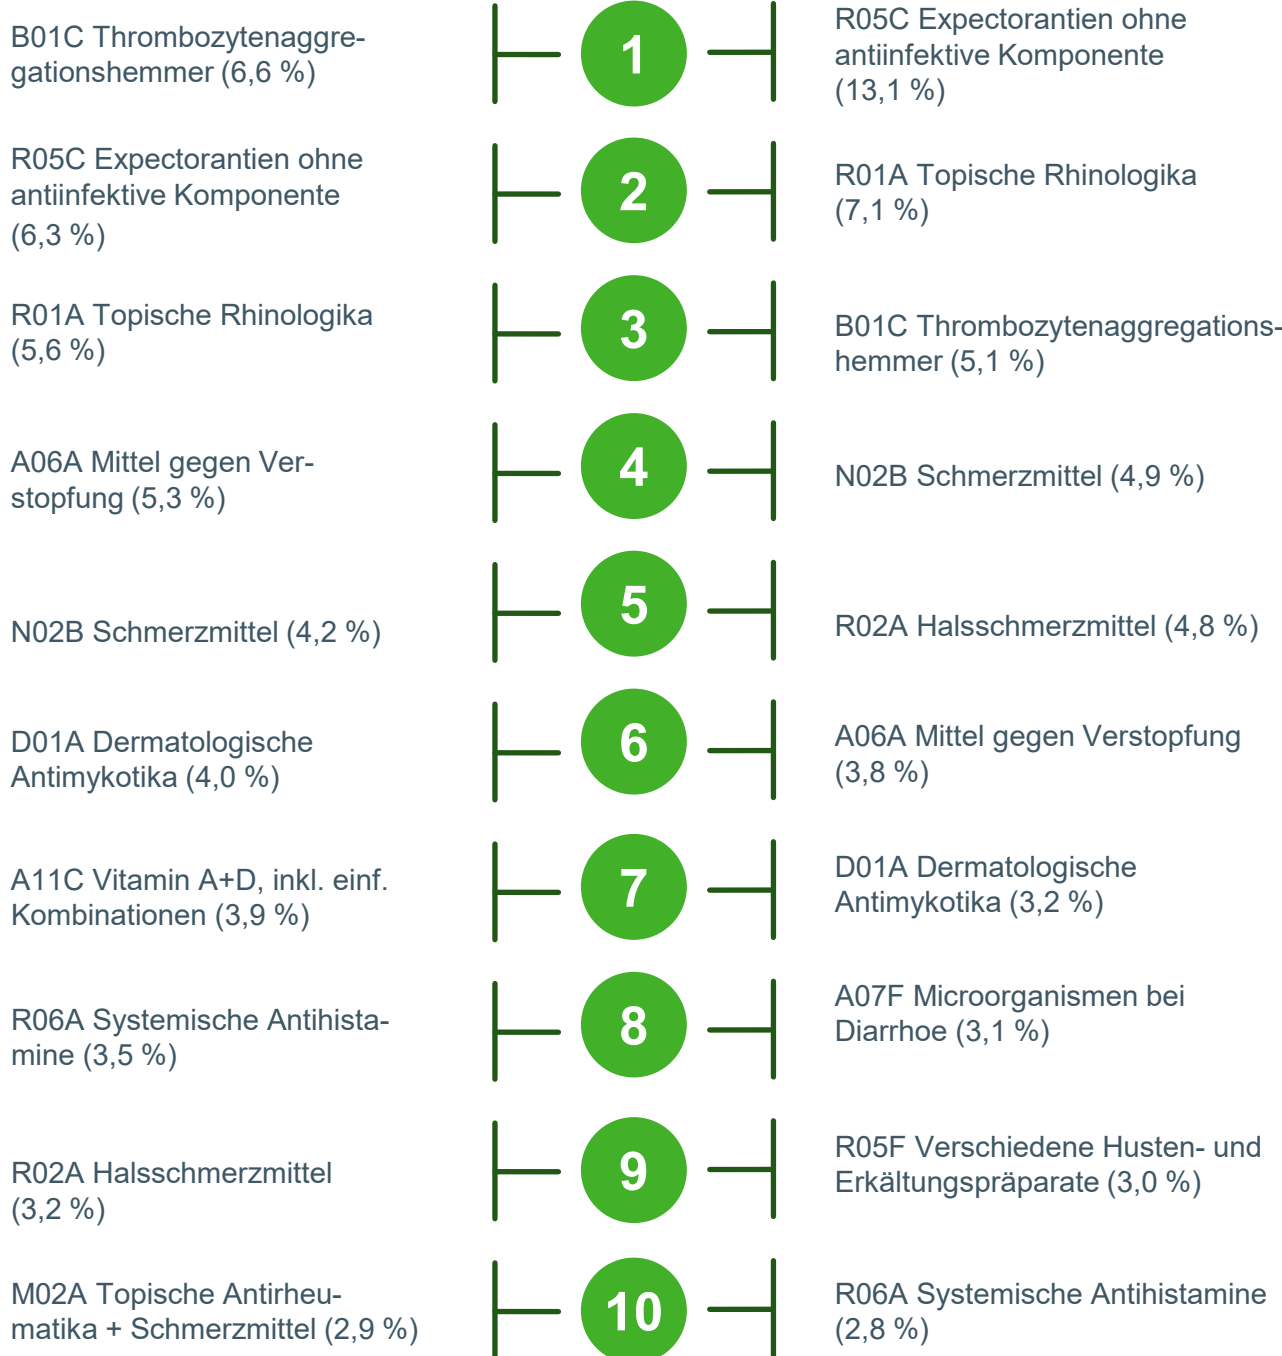 B01C Thrombozytenaggre-
gationshemmer (6,6 %)
1
R05C Expectorantien ohne
antiinfektive Komponente
(13,1 %)
R05C Expectorantien ohne
antiinfektive Komponente
(6,3 %)
2
R01A Topische Rhinologika
(7,1 %)
R01A Topische Rhinologika
(5,6 %)
3
B01C Thrombozytenaggregations-
hemmer (5,1 %)
A06A Mittel gegen Ver-
stopfung (5,3 %)
4
N02B Schmerzmittel (4,9 %)
N02B Schmerzmittel (4,2 %)
5
R02A Halsschmerzmittel (4,8 %)
D01A Dermatologische
Antimykotika (4,0 %)
6
A06A Mittel gegen Verstopfung
(3,8 %)
A11C Vitamin A+D, inkl. einf.
Kombinationen (3,9 %)
7
D01A Dermatologische
Antimykotika (3,2 %)
R06A Systemische Antihista-
mine (3,5 %)
8
A07F Microorganismen bei
Diarrhoe (3,1 %)
R02A Halsschmerzmittel
(3,2 %)
9
R05F Verschiedene Husten- und
Erkältungspräparate (3,0 %)
M02A Topische Antirheu-
matika + Schmerzmittel (2,9 %)
10
R06A Systemische Antihistamine
(2,8 %)